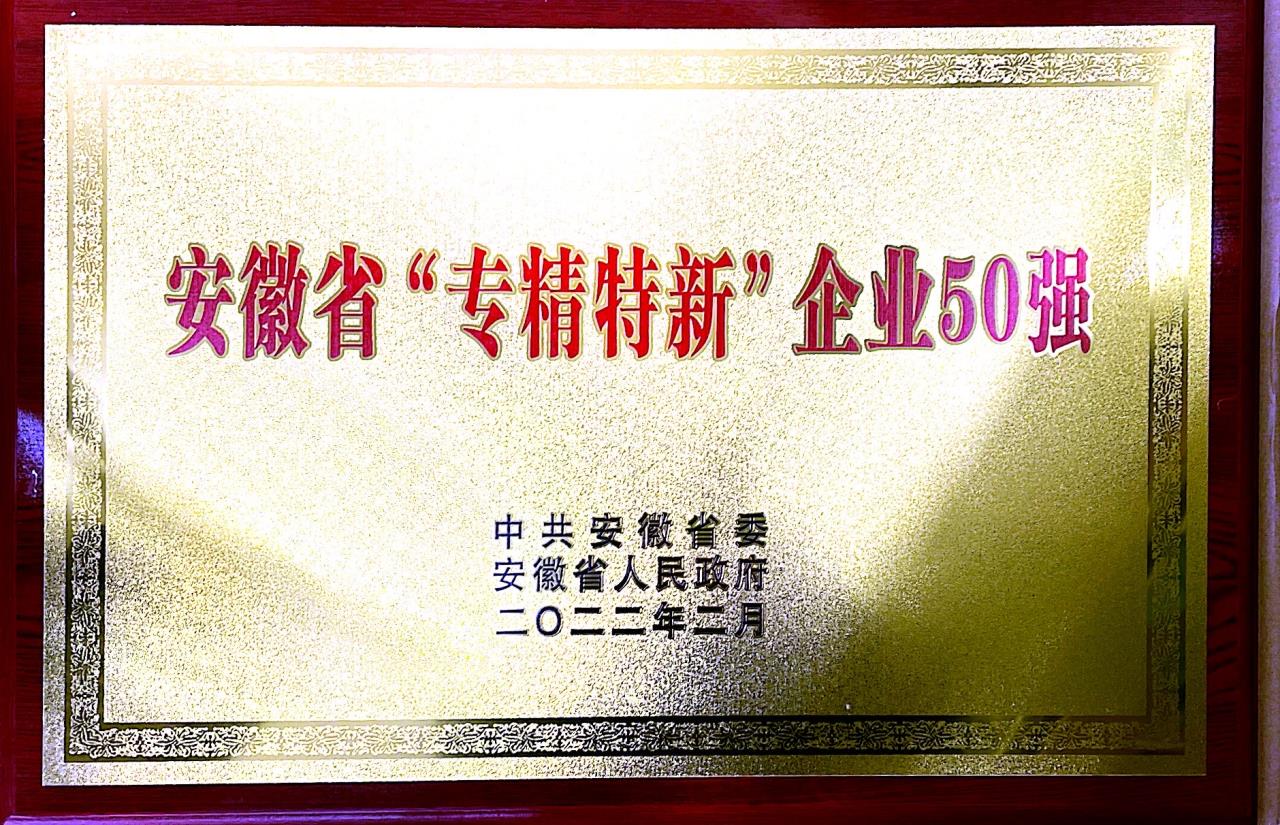 安徽省“专精特新”企业50强
中共安徽省委
安徽省人民政府
二〇二二年二月